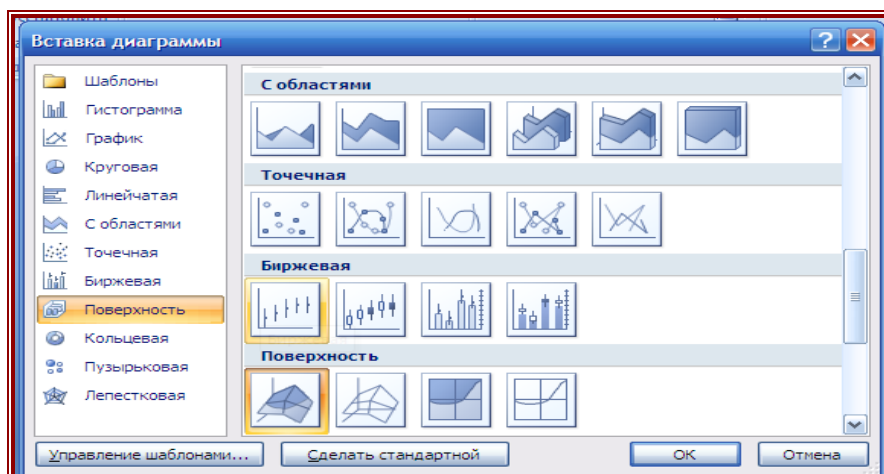 Вставка диаграммы
Шаблоны
Гистограмма
График
Круговая
Линейчатая
С областями
Точечная
Биржевая
Поверхность
Кольцевая
Пузырьковая
Лепестковая
С областями
Точечная
Биржевая
Поверхность
Управление шаблонами...
Сделать стандартной
ОК
Отмена